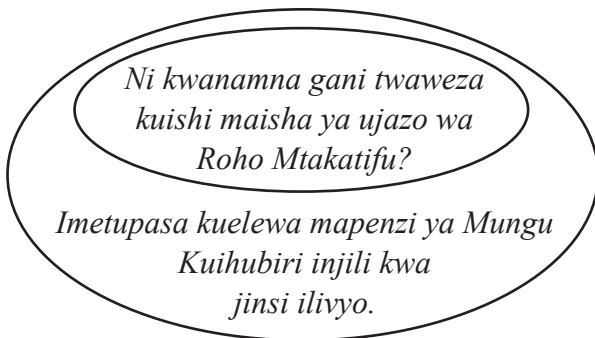 Ni kwanamna gani twaweza
kuishi maisha ya ujazo wa
Roho Mtakatifu?
Imetupasa kuelewa mapenzi ya Mungu
Kuihubiri injili kwa
jinsi ilivyo.